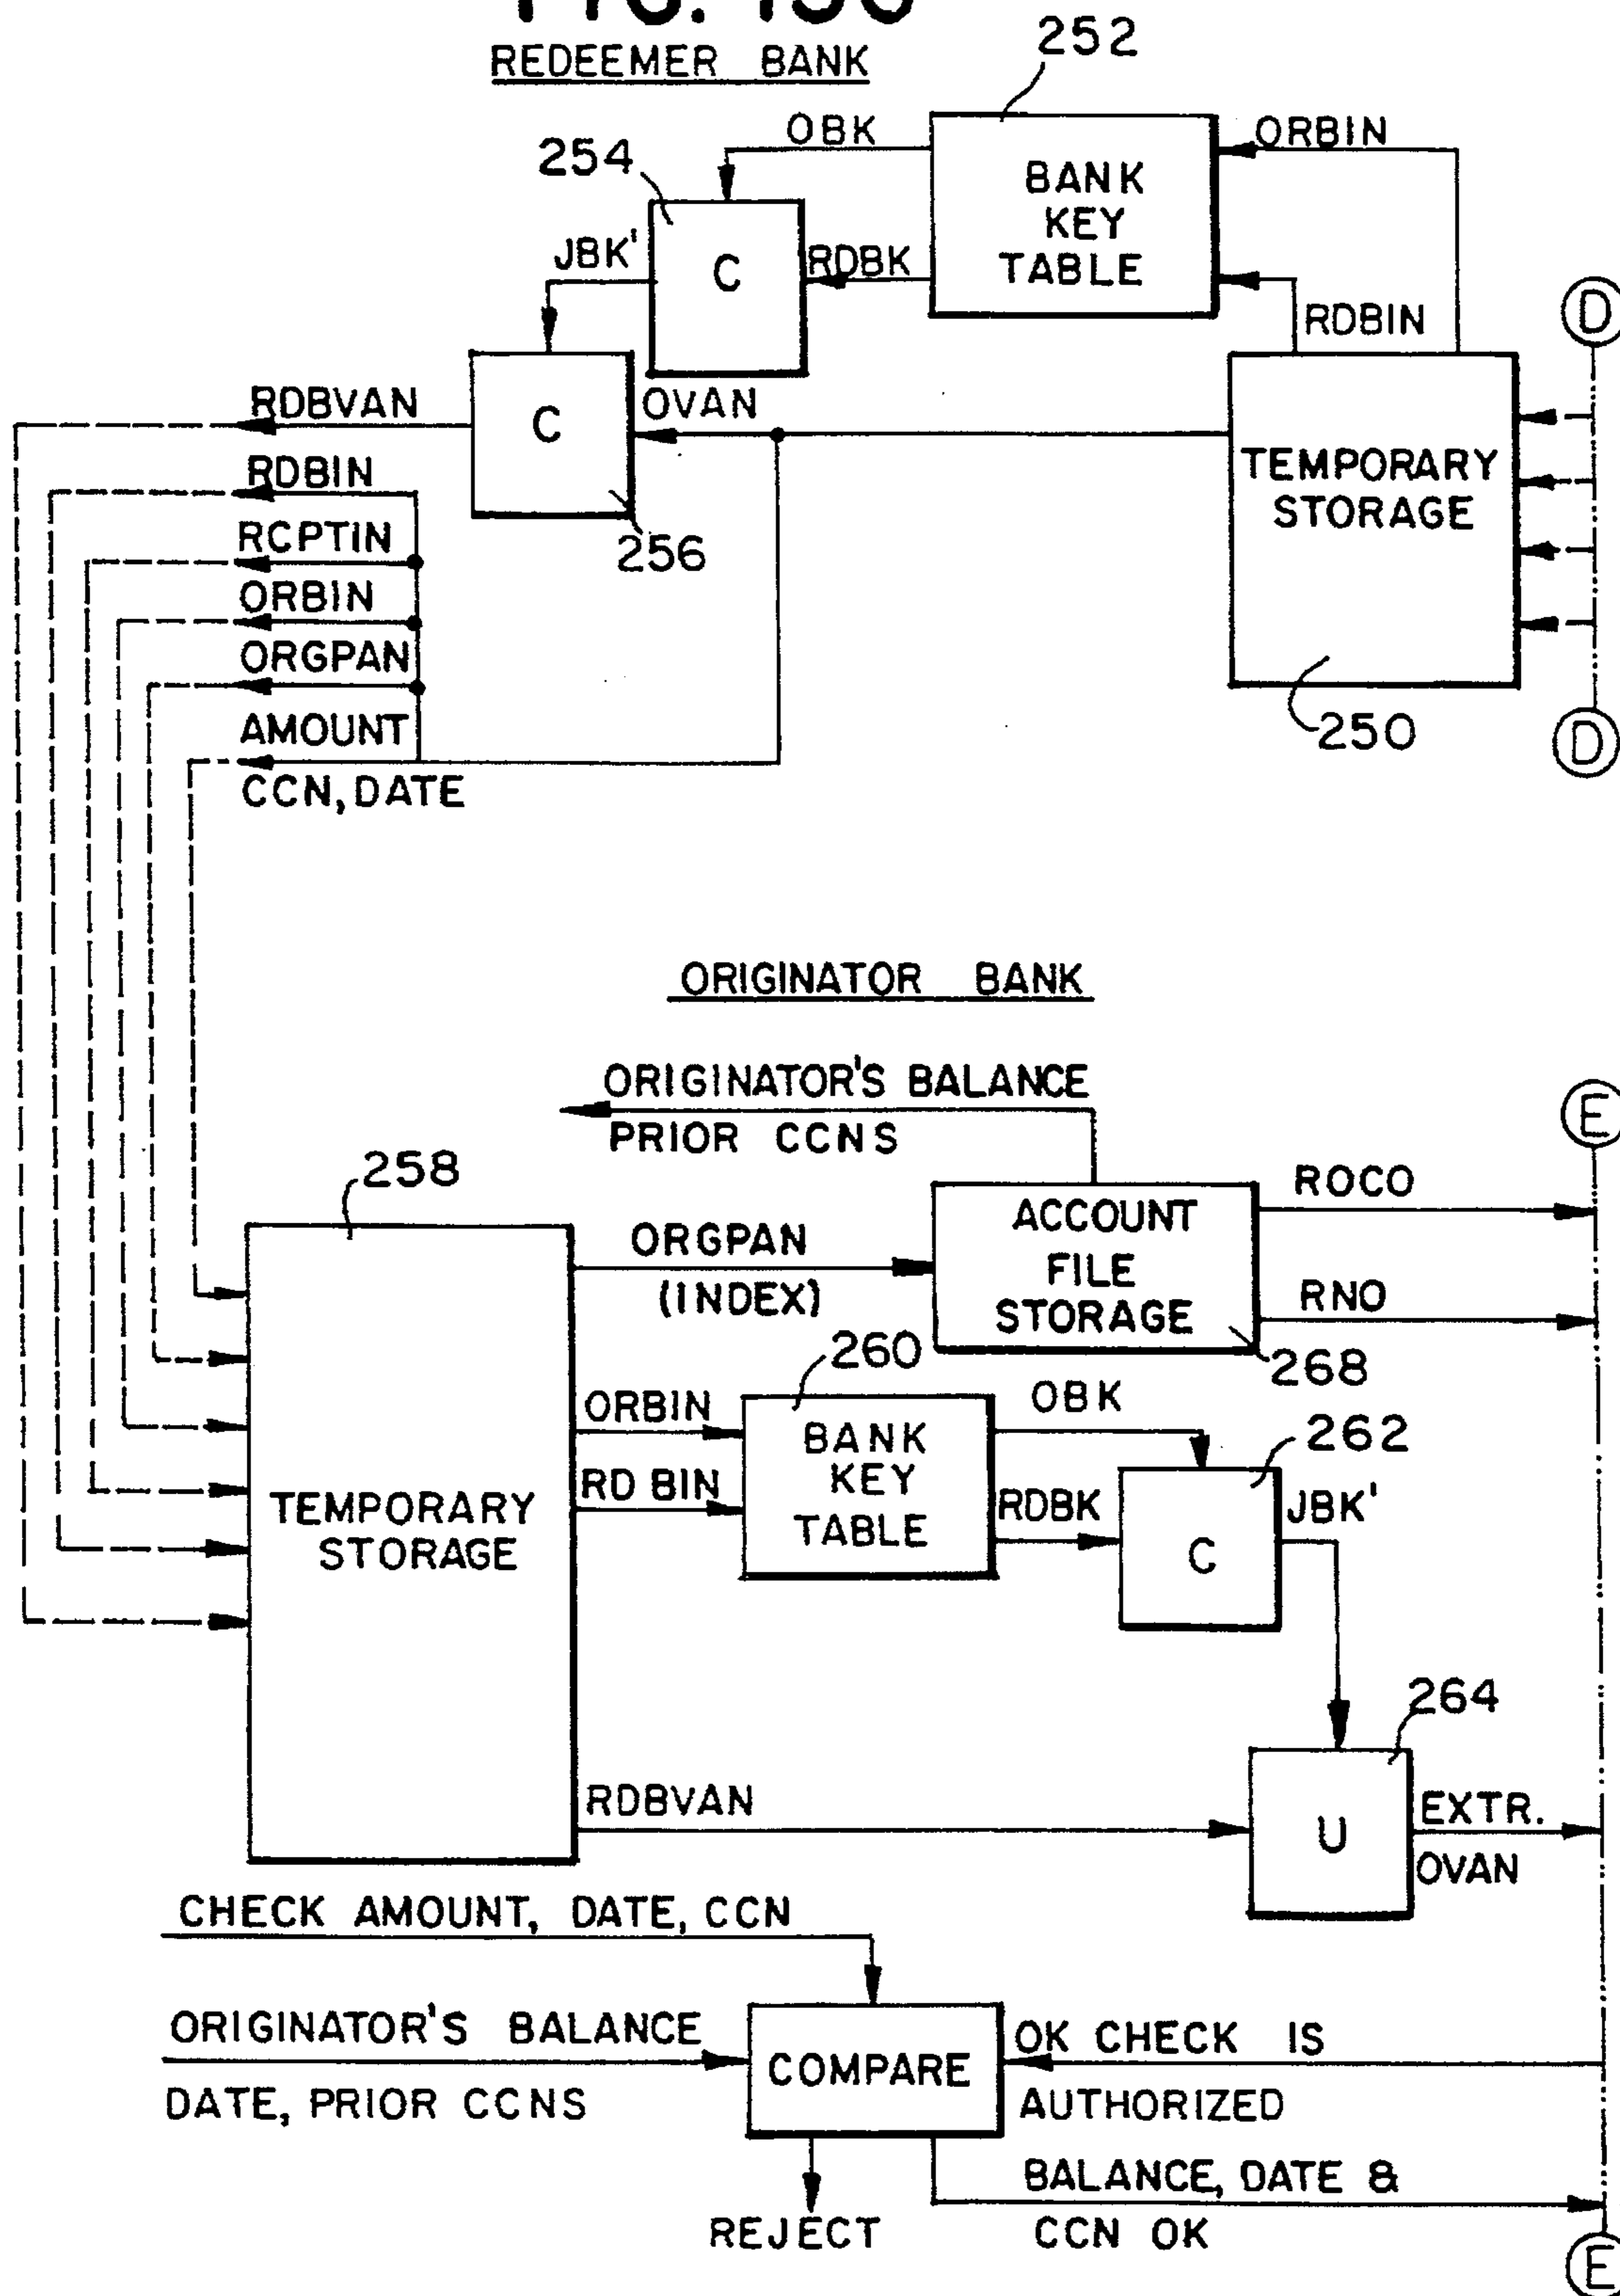 REDEEMER BANK
252
OBK
ORBIN
254
BANK
KEY
TABLE
JBK'
C
RDBK
RDBIN
D
RDBVAN
C
OVAN
TEMPORARY
STORAGE
RDBIN
RCPTIN
256
ORBIN
ORGPAN
AMOUNT
CCN, DATE
250
D
ORIGINATOR BANK
ORIGINATOR'S BALANCE
PRIOR CCNS
E
258
ROCO
ORGPAN
(INDEX)
ACCOUNT
FILE
STORAGE
RNO
268
260
OBK
ORBIN
262
BANK
KEY
TABLE
RD BIN
RDBK
JBK'
C
TEMPORARY
STORAGE
264
RDBVAN
U
EXTR.
OVAN
CHECK AMOUNT, DATE, CCN
ORIGINATOR'S BALANCE
DATE, PRIOR CCNS
COMPARE
OK CHECK IS
AUTHORIZED
REJECT
BALANCE, DATE &
CCN OK
E